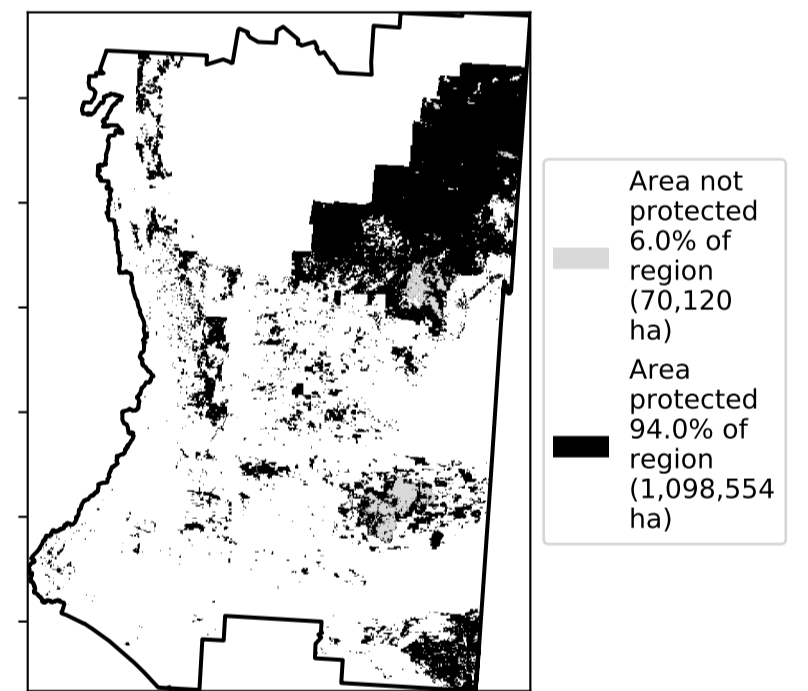 Area not
protected
6.0% of
region
(70,120
ha)
Area
protected
94.0% of
region
(1,098,554
ha)